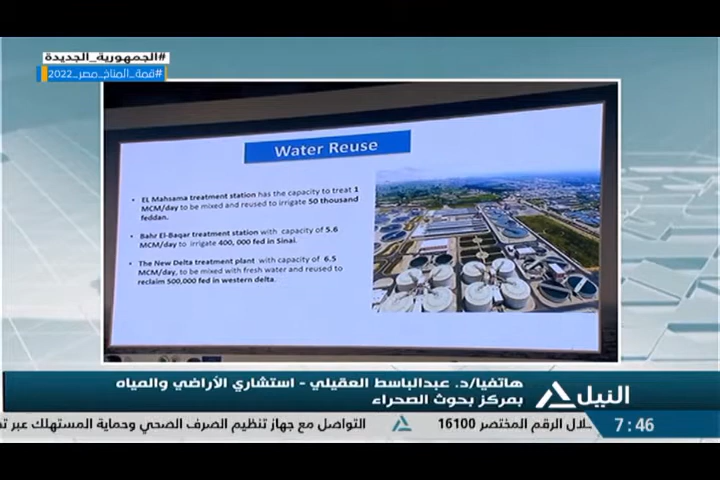 #الجمهورية_الجديدة
#قمة_المناخ_مصر_2022
Water Reuse
• EL Mahsama treatment station has the capacity to treat 1
MCM/day to be mixed and reused to irrigate 50 thousand
feddan.
• Bahr El-Baqar treatment station with capacity of 5.6
MCM/day to irrigate 400, 000 fed in Sinai.
• The New Delta treatment plant with capacity of 6.5
MCM/day, to be mixed with fresh water and reused to
reclaim 500,000 fed in western delta.
هاتفيا/د. عبدالباسط العقيلي - استشاري الأراضي والمياه
بمركز بحوث الصحراء
النيل
7:46
خلال الرقم المختصر 16100
التواصل مع جهاز تنظيم الصرف الصحي وحماية المستهلك عبر